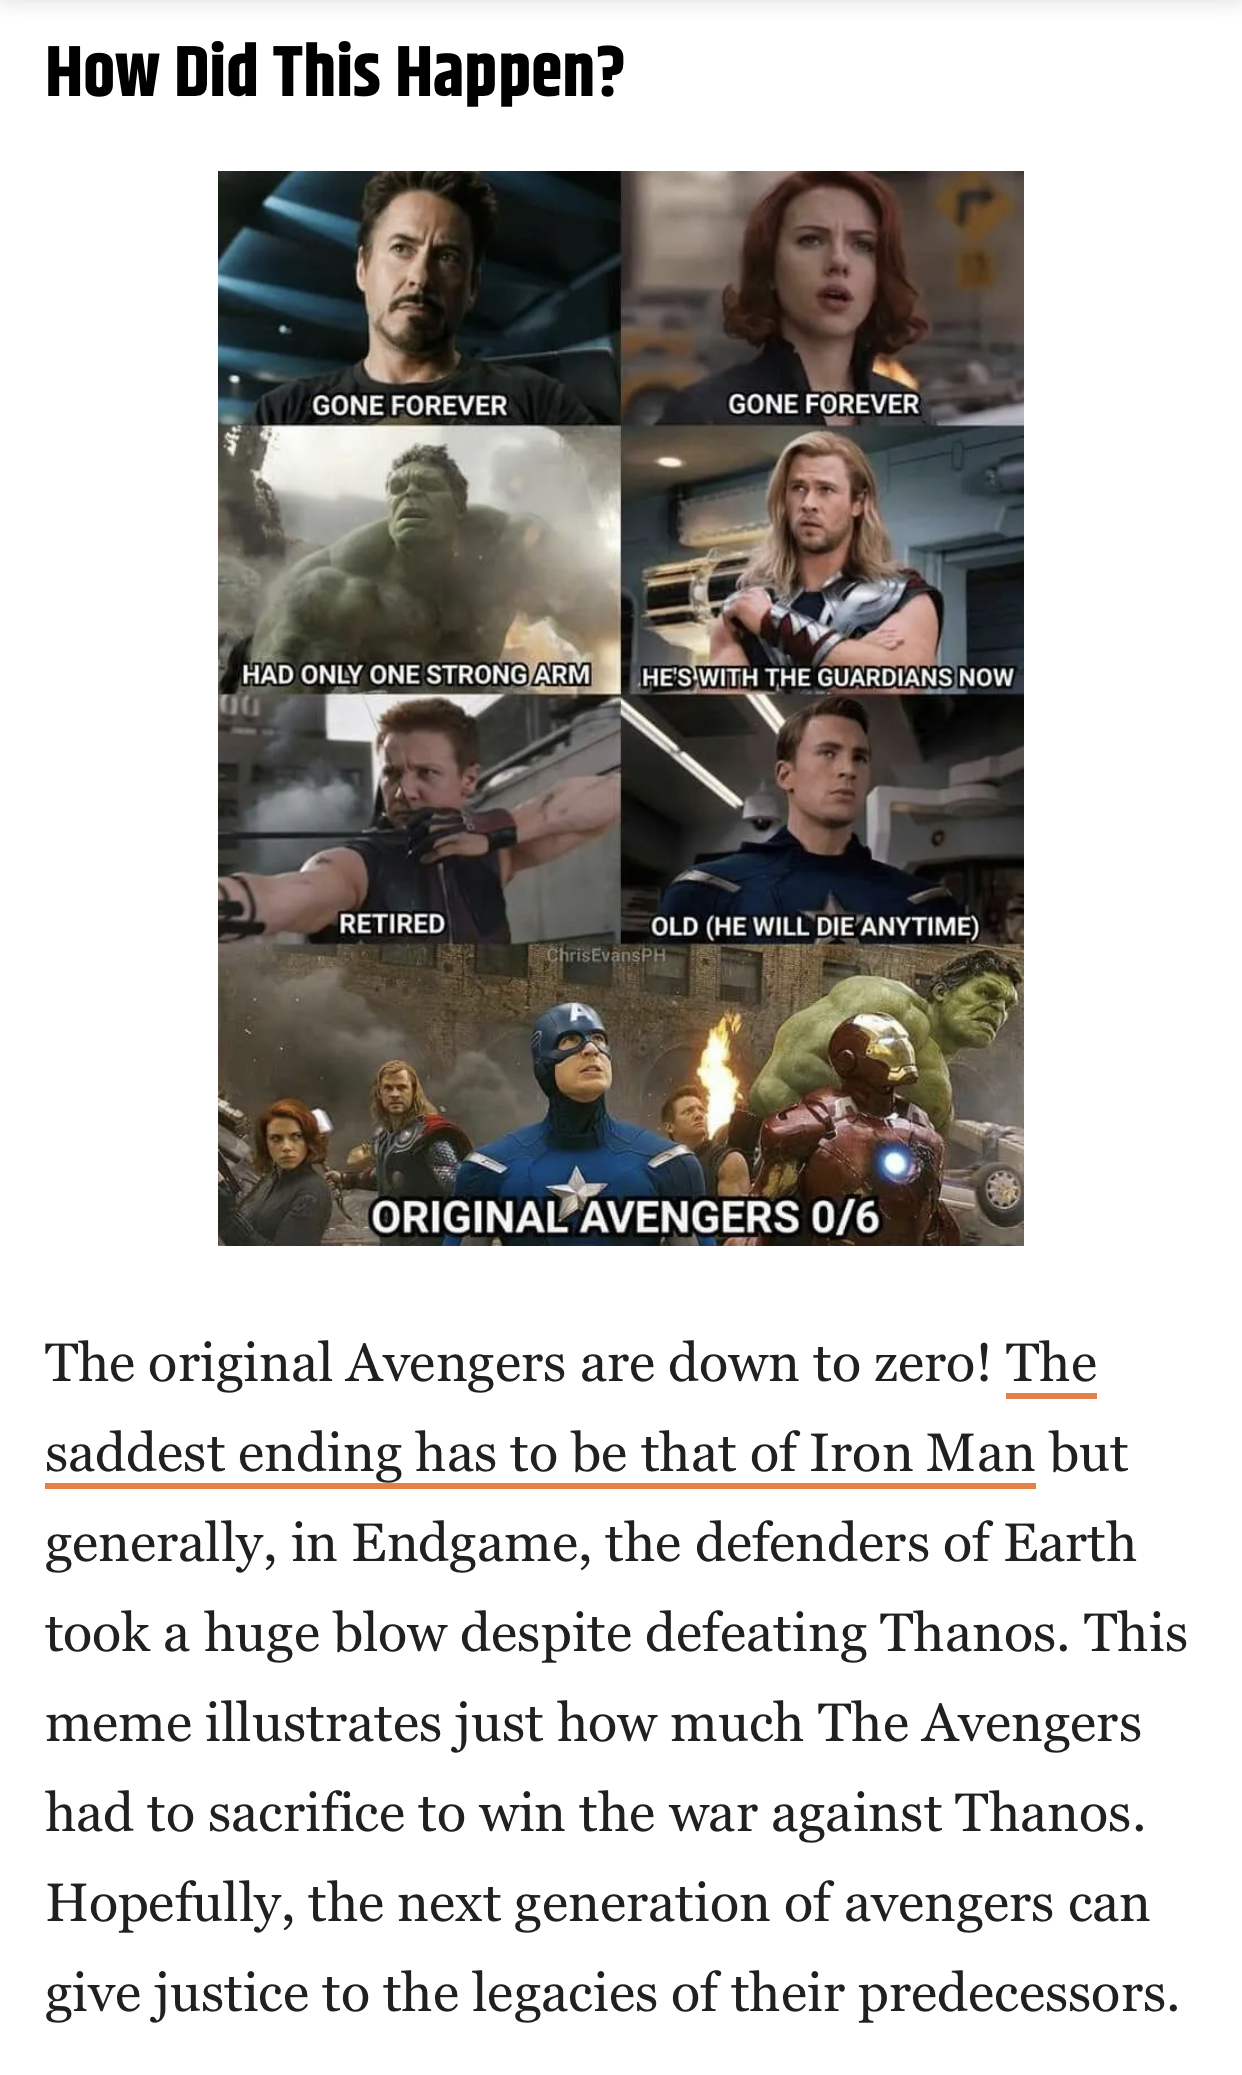 How Did This Happen?
GONE FOREVER
GONE FOREVER
HAD ONLY ONE STRONG ARM
HE'S WITH THE GUARDIANS NOW
RETIRED
OLD (HE WILL DIE ANYTIME)
ChrisEvansPH
A
ORIGINAL AVENGERS 0/6
The original Avengers are down to zero! The
saddest ending has to be that of Iron Man but
generally, in Endgame, the defenders of Earth
took a huge blow despite defeating Thanos. This
meme illustrates just how much The Avengers
had to sacrifice to win the war against Thanos.
Hopefully, the next generation of avengers can
give justice to the legacies of their predecessors.